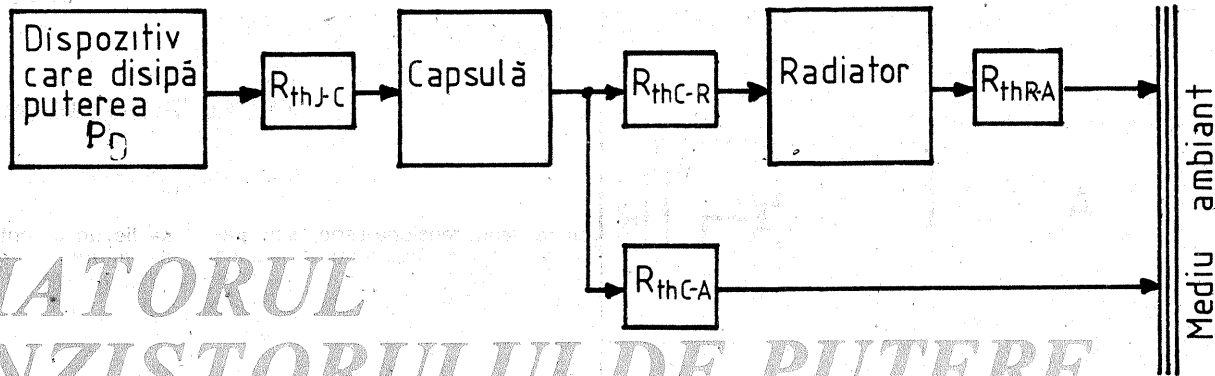 Dispozitiv
care disipă
puterea
P_D
R_thJ-C
Capsulă
R_thC-R
Radiator
R_thR-A
R_thC-A
Mediu ambiant
IATORUL
NZISTORULUI DE PUTERE